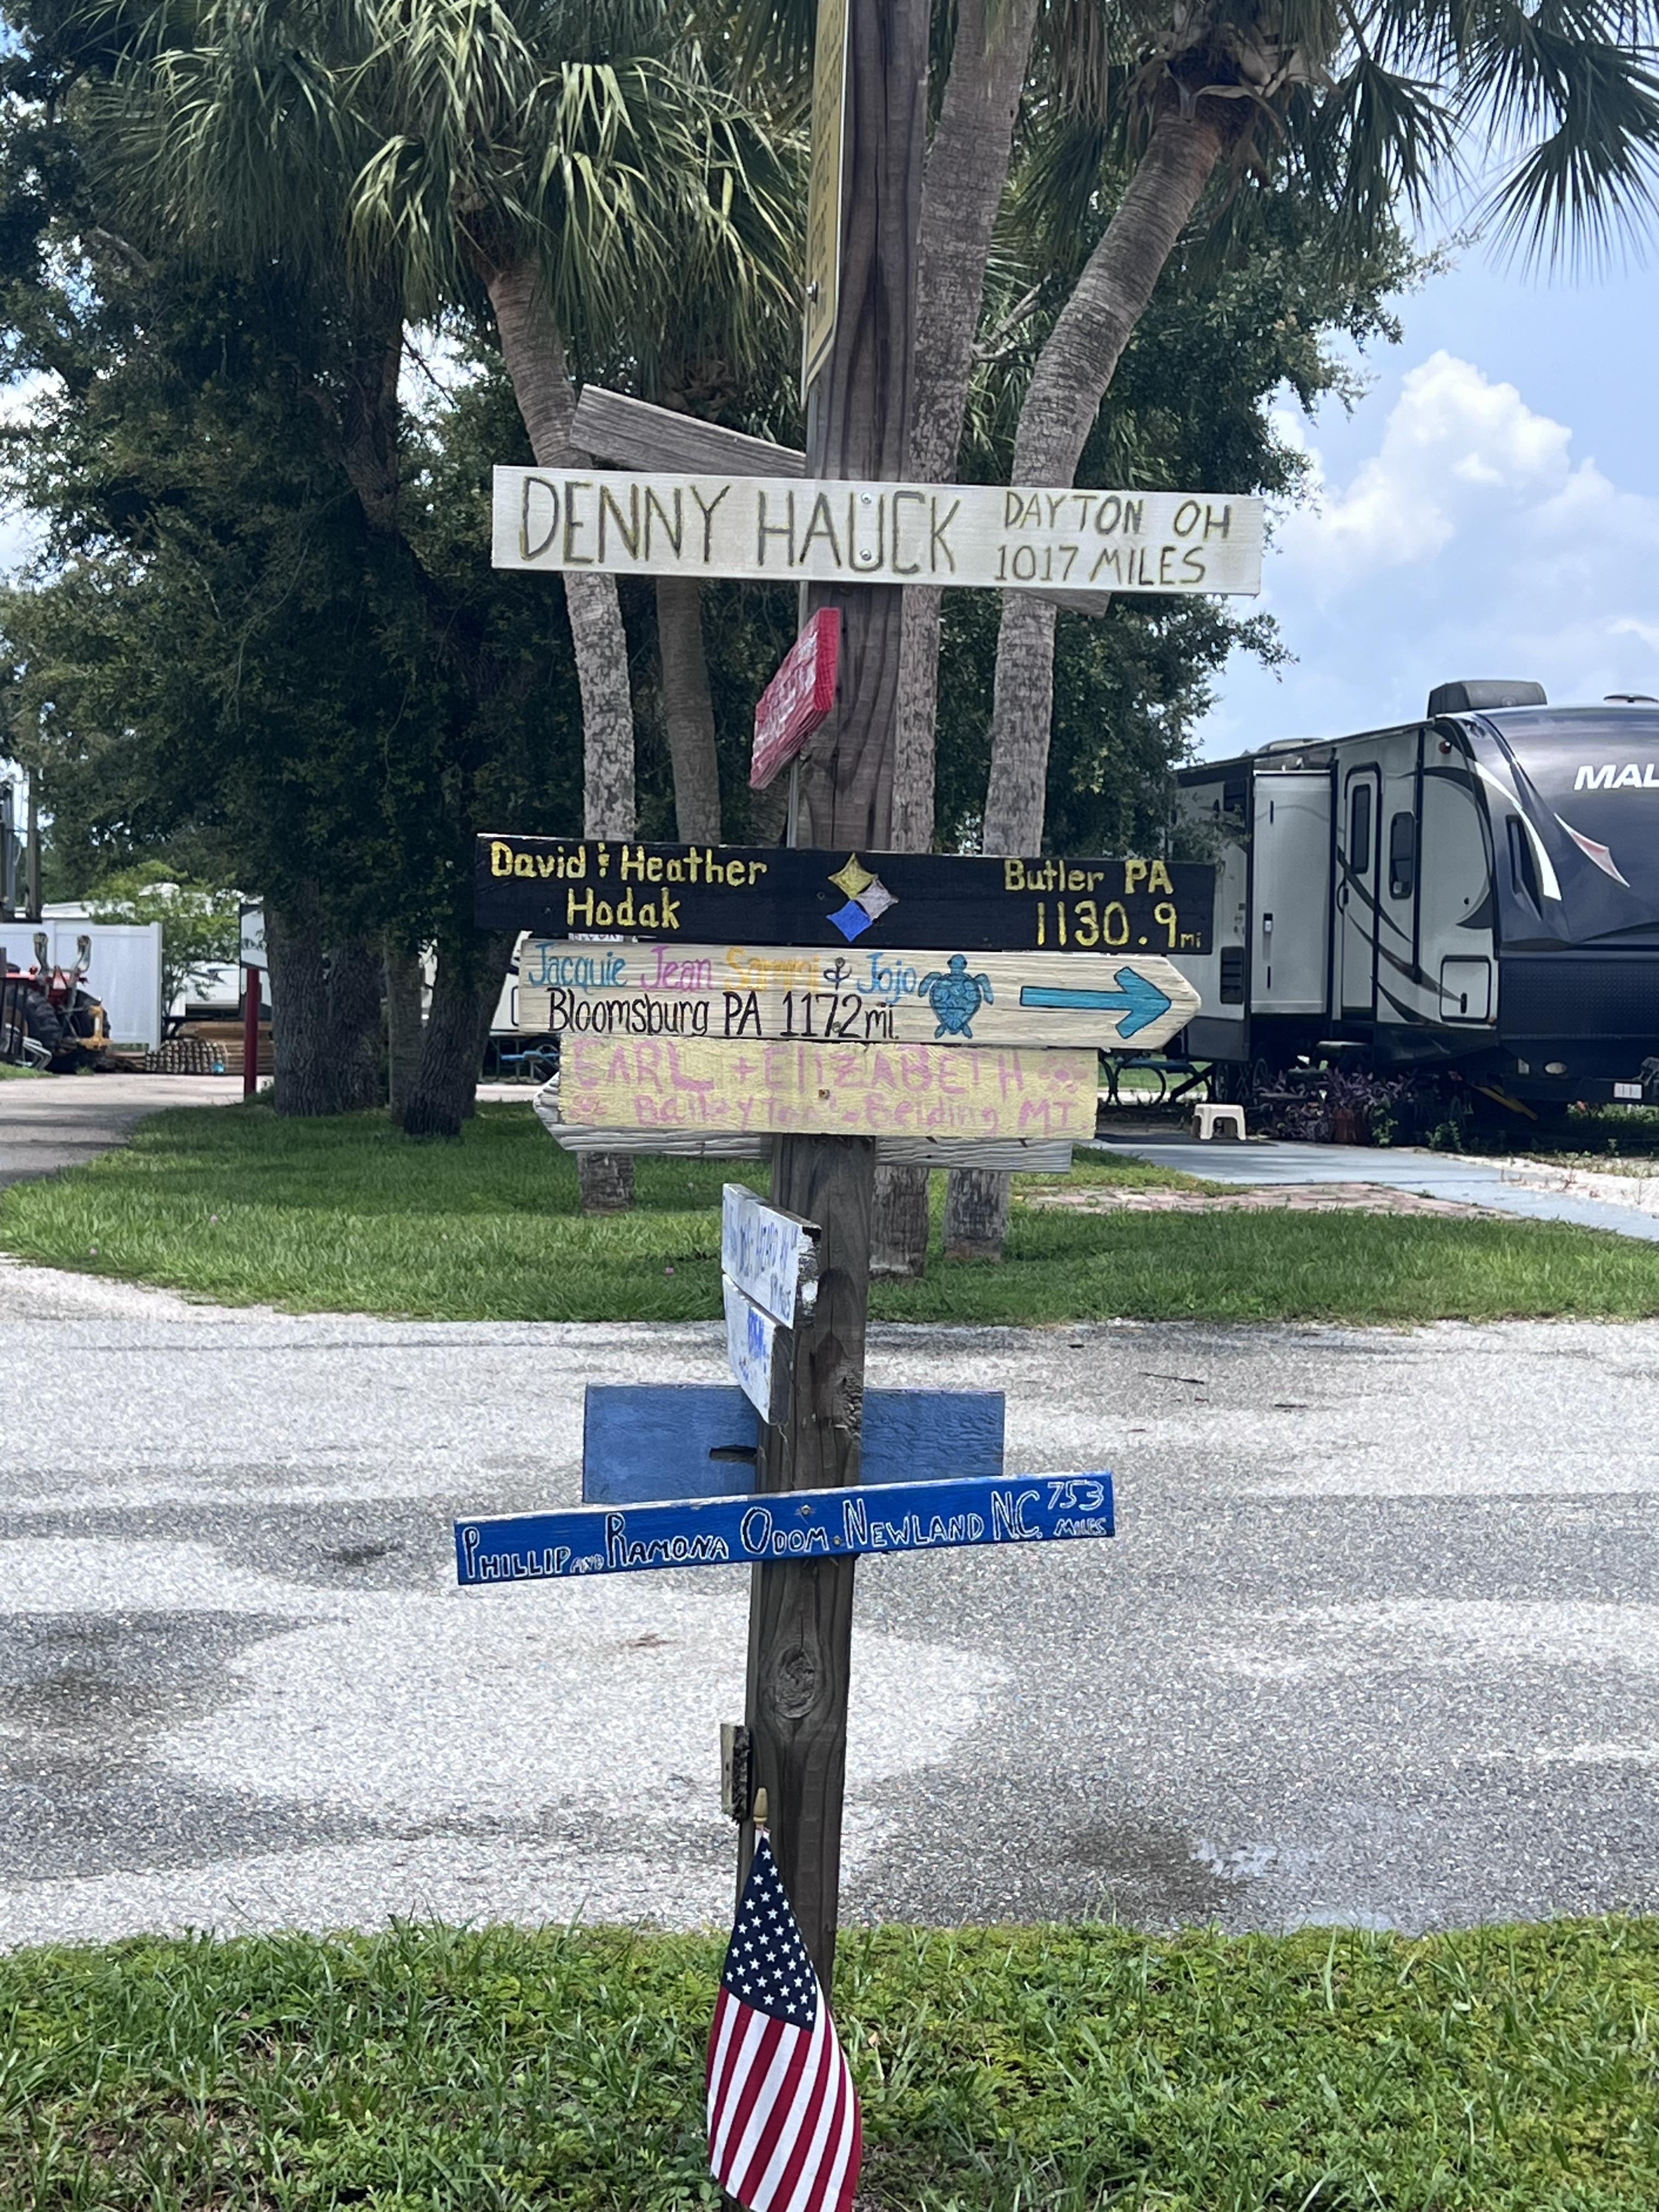 DENNY HAUCK DAYTON OH
1017 MILES
David & Heather Butler PA
Hodak 1130.9mi
Jacquie Jean Sammi & Jojo
Bloomsburg PA 1172mi.
EARL + ElIZABETH
Belding MI
PHILLIP AND RAMONA ODOM. NEWLAND NC. 753
MILES
MAL